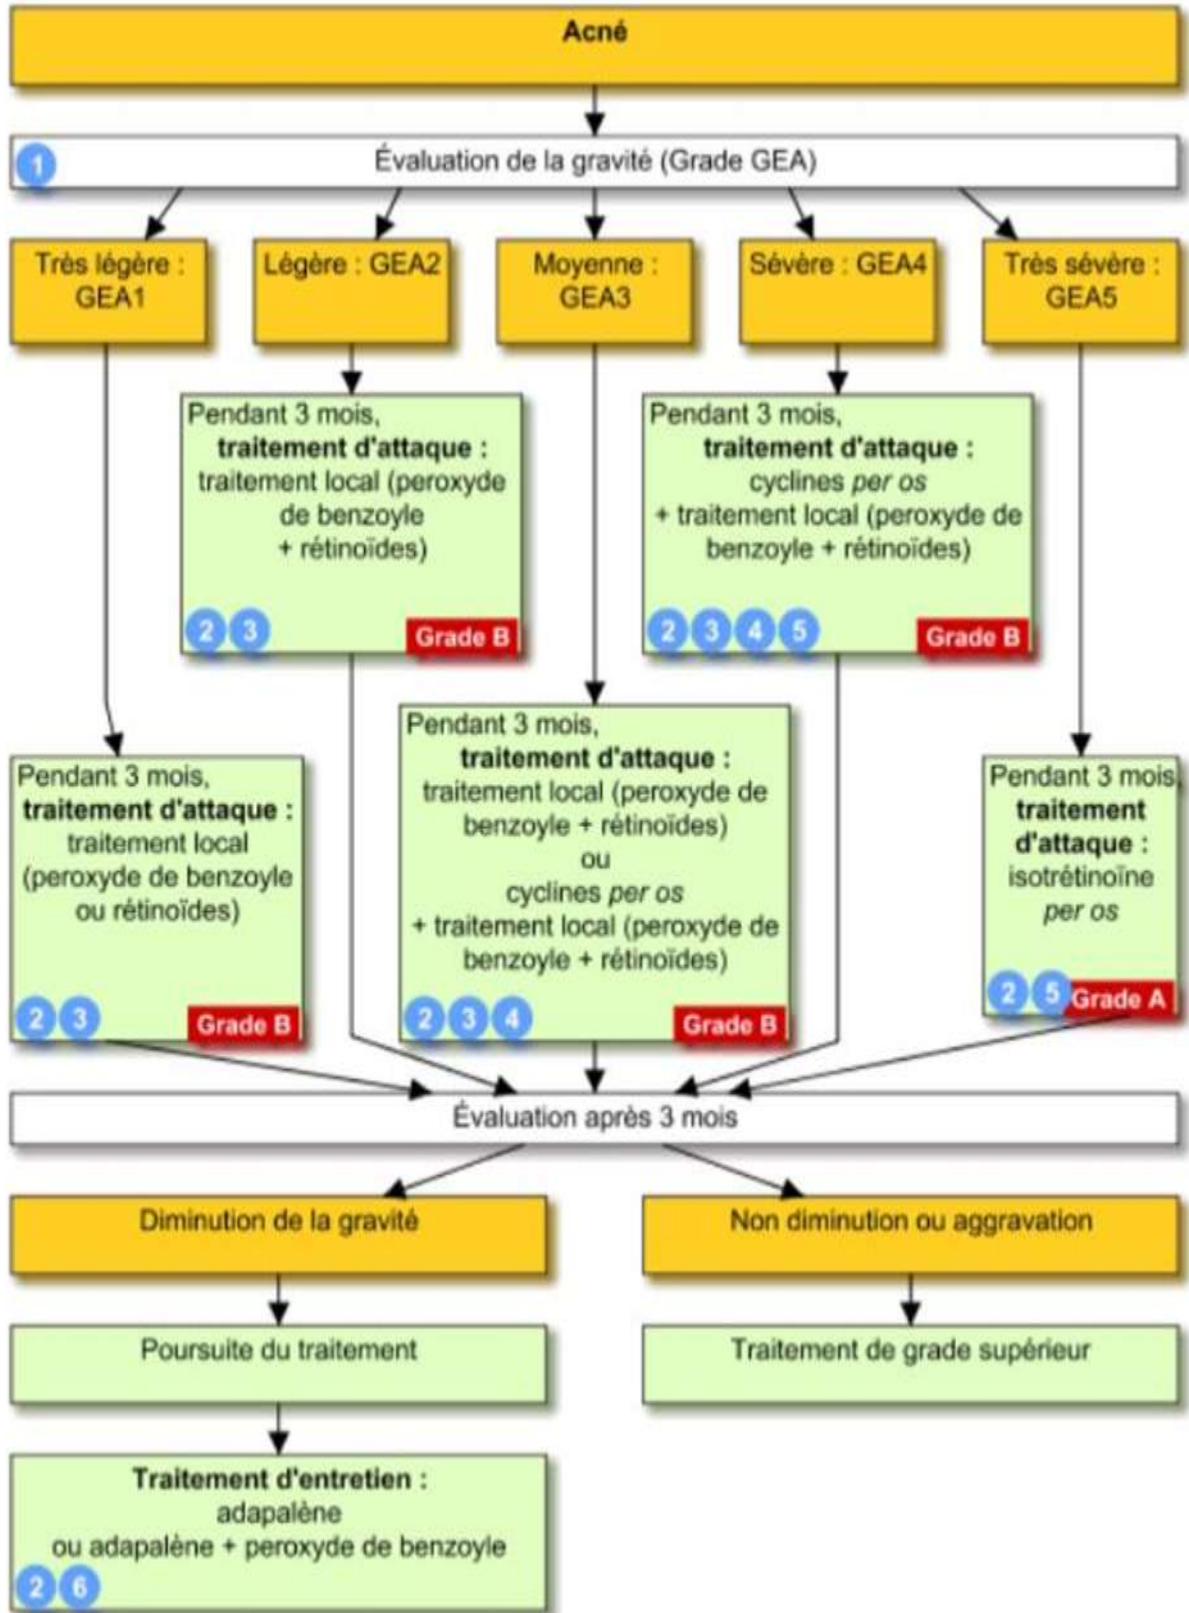 Acné
1
Évaluation de la gravité (Grade GEA)
Très légère :
GEA1
Légère : GEA2
Moyenne :
GEA3
Sévère : GEA4
Très sévère :
GEA5
Pendant 3 mois,
traitement d'attaque :
traitement local (peroxyde
de benzoyle
+ rétinoïdes)
2 3
Grade B
Pendant 3 mois,
traitement d'attaque :
cyclines per os
+ traitement local (peroxyde de
benzoyle + rétinoïdes)
2 3 4 5
Grade B
Pendant 3 mois,
traitement d'attaque :
traitement local
(peroxyde de benzoyle
ou rétinoïdes)
2 3
Grade B
Pendant 3 mois,
traitement d'attaque :
traitement local (peroxyde de
benzoyle + rétinoïdes)
ou
cyclines per os
+ traitement local (peroxyde de
benzoyle + rétinoïdes)
2 3 4
Grade B
Pendant 3 mois,
traitement
d'attaque :
isotrétinoïne
per os
2 5
Grade A
Évaluation après 3 mois
Diminution de la gravité
Non diminution ou aggravation
Poursuite du traitement
Traitement de grade supérieur
Traitement d'entretien :
adapalène
ou adapalène + peroxyde de benzoyle
2 6